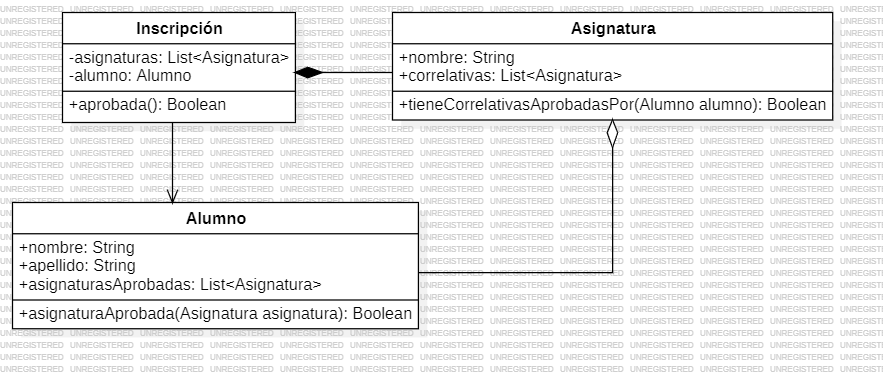 Inscripción
-asignaturas: List<Asignatura>
-alumno: Alumno
+aprobada(): Boolean
Asignatura
+nombre: String
+correlativas: List<Asignatura>
+tieneCorrelativasAprobadasPor(Alumno alumno): Boolean
Alumno
+nombre: String
+apellido: String
+asignaturasAprobadas: List<Asignatura>
+asignaturaAprobada(Asignatura asignatura): Boolean
UNREGISTERED